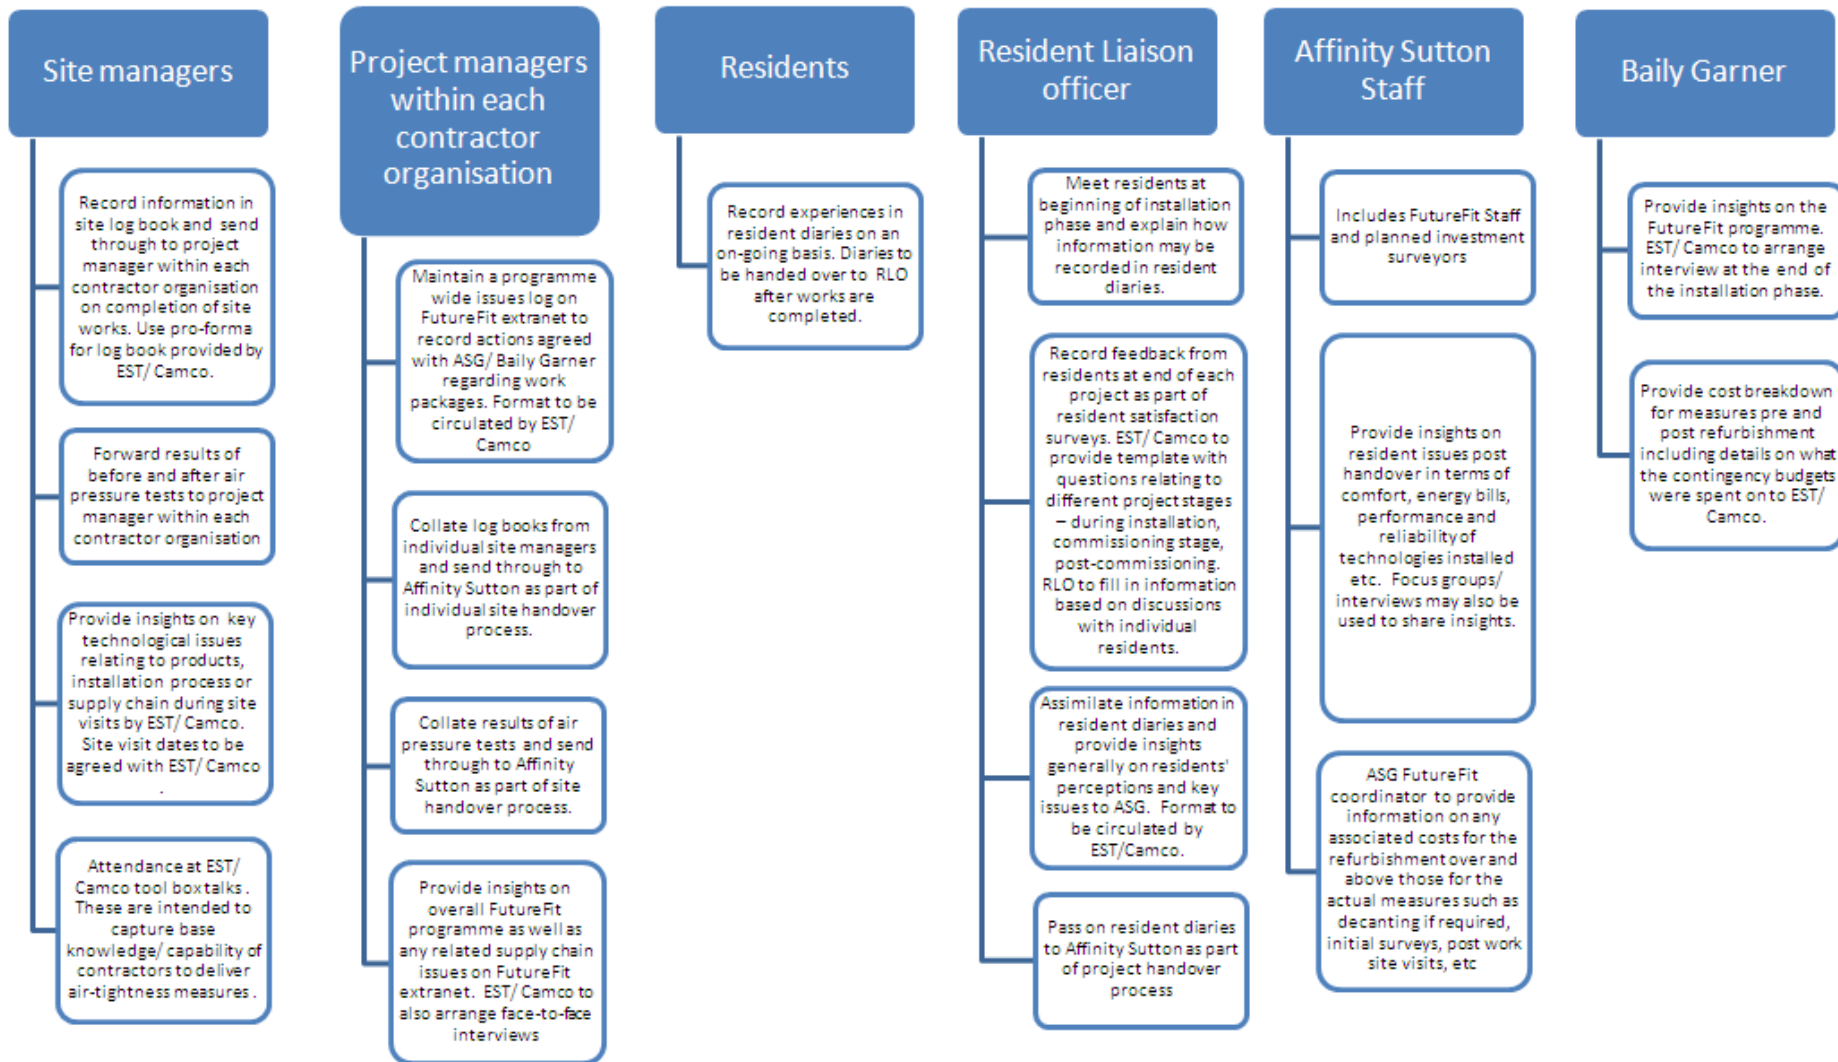 Site managers
Record information in
site log book and send
through to project
manager within each
contractor organisation
on completion of site
works. Use pro-forma
for log book provided by
EST/ Camco.
Forward results of
before and after air
pressure tests to project
manager within each
contractor organisation
Provide insights on key
technological issues
relating to products,
installation process or
supply chain during site
visits by EST/ Camco.
Site visit dates to be
agreed with EST/ Camco
.
Attendance at EST/
Camco tool box talks .
These are intended to
capture base
knowledge/ capability of
contractors to deliver
air-tightness measures .
Project managers
within each
contractor
organisation
Maintain a programme
wide issues log on
FutureFit extranet to
record actions agreed
with ASG/ Baily Garner
regarding work
packages. Format to be
circulated by EST/
Camco
Collate log books from
individual site managers
and send through to
Affinity Sutton as part of
individual site handover
process.
Collate results of air
pressure tests and send
through to Affinity
Sutton as part of site
handover process.
Provide insights on
overall FutureFit
programme as well as
any related supply chain
issues on FutureFit
extranet. EST/ Camco to
also arrange face-to-face
interviews
Residents
Record experiences in
resident diaries on an
on-going basis. Diaries to
be handed over to RLO
after works are
completed.
Resident Liaison
officer
Meet residents at
beginning of installation
phase and explain how
information may be
recorded in resident
diaries.
Record feedback from
residents at end of each
project as part of
resident satisfaction
surveys. EST/ Camco to
provide template with
questions relating to
different project stages
– during installation,
commissioning stage,
post-commissioning.
RLO to fill in information
based on discussions
with individual
residents.
Assimilate information in
resident diaries and
provide insights
generally on residents'
perceptions and key
issues to ASG. Format to
be circulated by
EST/Camco.
Pass on resident diaries
to Affinity Sutton as part
of project handover
process
Affinity Sutton
Staff
Includes FutureFit Staff
and planned investment
surveyors
Provide insights on
resident issues post
handover in terms of
comfort, energy bills,
performance and
reliability of
technologies installed
etc. Focus groups/
interviews may also be
used to share insights.
ASG FutureFit
coordinator to provide
information on any
associated costs for the
refurbishment over and
above those for the
actual measures such as
decanting if required,
initial surveys, post work
site visits, etc
Baily Garner
Provide insights on the
FutureFit programme.
EST/ Camco to arrange
interview at the end of
the installation phase.
Provide cost breakdown
for measures pre and
post refurbishment
including details on what
the contingency budgets
were spent on to EST/
Camco.